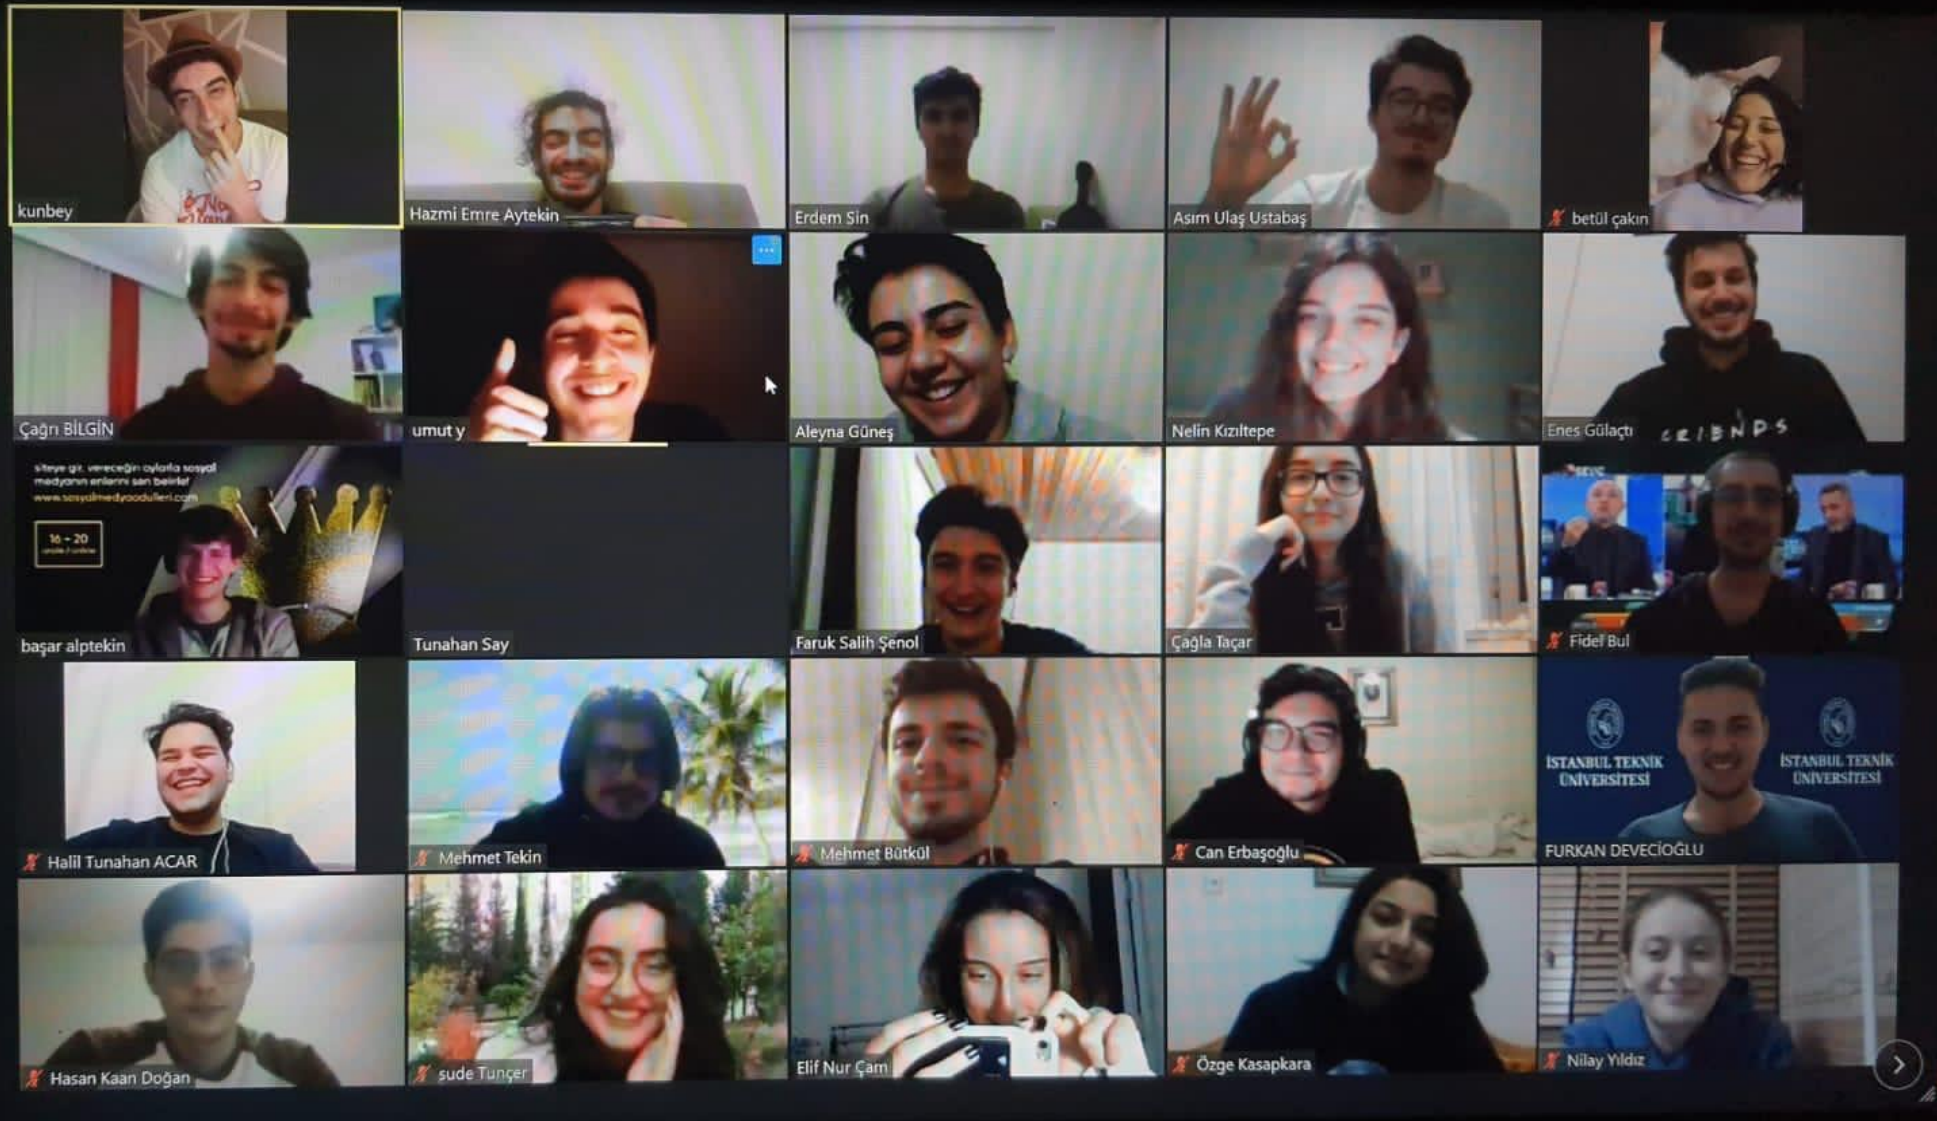 kunbey
Hazmi Emre Aytekin
Erdem Sin
Asım Ulaş Ustabaş
betül çakın
Çağrı BİLGİN
umut y
Aleyna Güneş
Nelin Kızıltepe
Enes Gülaçtı
FRIENDS
siteye gir, vereceğin oylarla sosyal
medyanın enlerini sen belirle!
www.sosyalmedyaodulleri.com
16 - 20
başar alptekin
Tunahan Say
Faruk Salih Şenol
Çağla Taçar
Fidel Bul
Halil Tunahan ACAR
Mehmet Tekin
Mehmet Bütkül
Can Erbaşoğlu
İSTANBUL TEKNİK
ÜNİVERSİTESİ
İSTANBUL TEKNİK
ÜNİVERSİTESİ
FURKAN DEVECİOĞLU
Hasan Kaan Doğan
sude Tunçer
Elif Nur Çam
Özge Kasapkara
Nilay Yıldız